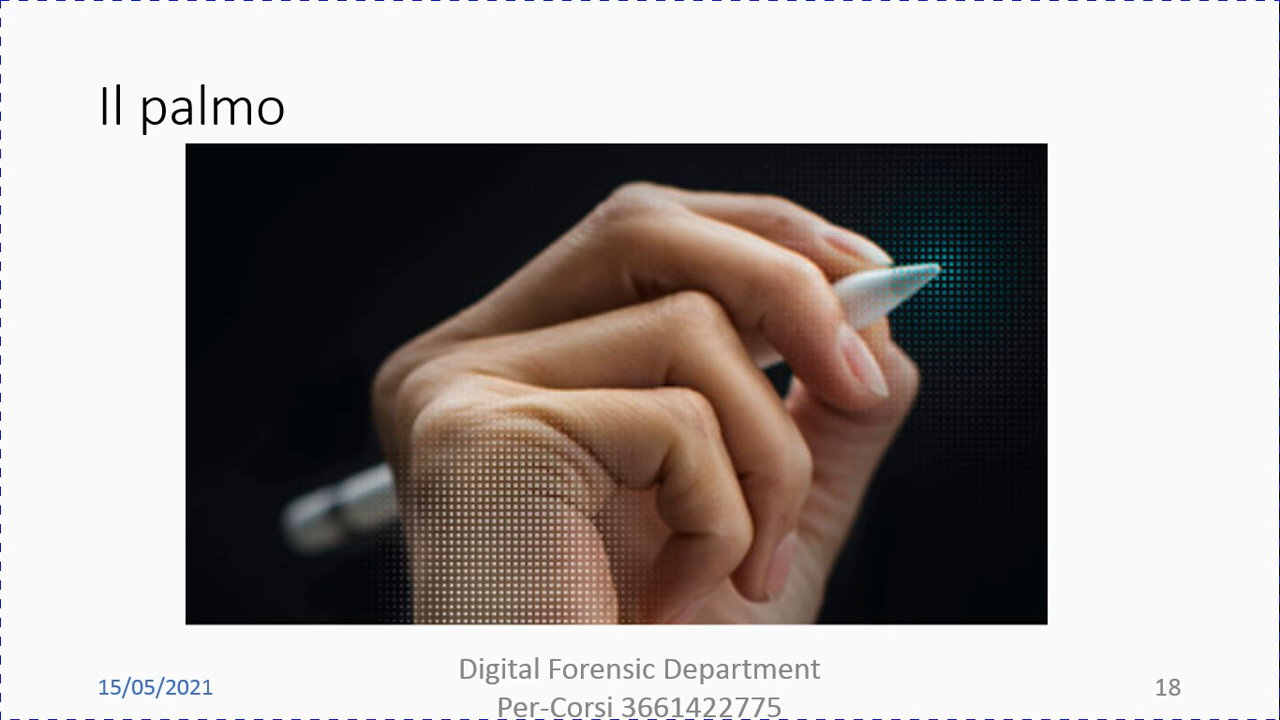 Il palmo
15/05/2021
Digital Forensic Department
Per-Corsi 3661422775
18